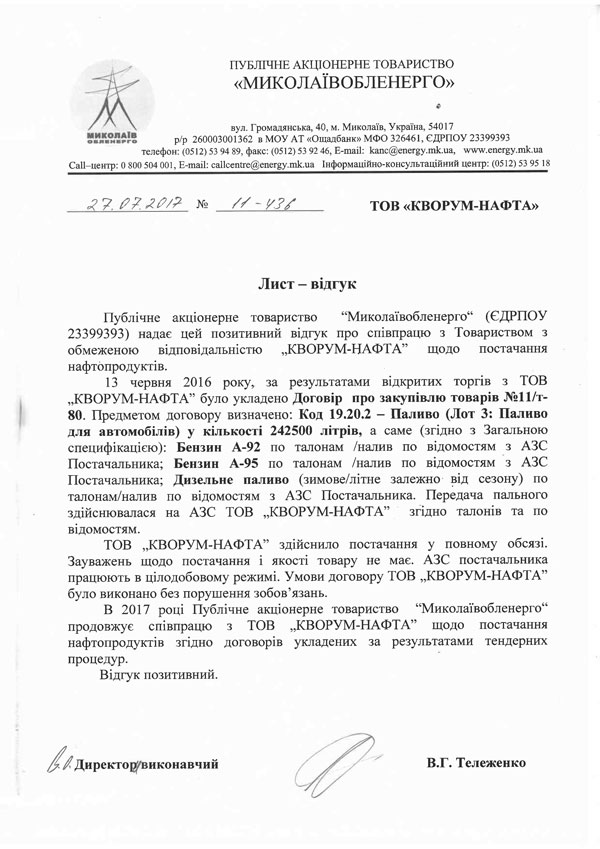 ПУБЛІЧНЕ АКЦІОНЕРНЕ ТОВАРИСТВО
«МИКОЛАЇВОБЛЕНЕРГО»
МИКОЛАЇВ
ОБЛЕНЕРГО
вул. Громадянська, 40, м. Миколаїв, Україна, 54017
р/р 260003001362 в МОУ АТ «Ощадбанк» МФО 326461, ЄДРПОУ 23399393
телефон: (0512) 53 94 89, факс: (0512) 53 92 46, E-mail: kanc@energy.mk.ua, www.energy.mk.ua
Call–центр: 0 800 504 001, E-mail: callcentre@energy.mk.ua Інформаційно-консультаційний центр: (0512) 53 95 18
27.07.2017 № 11-436 ТОВ «КВОРУМ-НАФТА»
Лист – відгук
Публічне акціонерне товариство “Миколаївобленерго“ (ЄДРПОУ
23399393) надає цей позитивний відгук про співпрацю з Товариством з
обмеженою відповідальністю „КВОРУМ-НАФТА” щодо постачання
нафтопродуктів.
13 червня 2016 року, за результатами відкритих торгів з ТОВ
„КВОРУМ-НАФТА” було укладено Договір про закупівлю товарів №11/т-
80. Предметом договору визначено: Код 19.20.2 – Паливо (Лот 3: Паливо
для автомобілів) у кількості 242500 літрів, а саме (згідно з Загальною
специфікацією): Бензин А-92 по талонам /налив по відомостям з АЗС
Постачальника; Бензин А-95 по талонам /налив по відомостям з АЗС
Постачальника; Дизельне паливо (зимове/літне залежно від сезону) по
талонам/налив по відомостям з АЗС Постачальника. Передача пального
здійснювалася на АЗС ТОВ „КВОРУМ-НАФТА” згідно талонів та по
відомостям.
ТОВ „КВОРУМ-НАФТА” здійснило постачання у повному обсязі.
Зауважень щодо постачання і якості товару не має. АЗС постачальника
працюють в цілодобовому режимі. Умови договору ТОВ „КВОРУМ-НАФТА”
було виконано без порушення зобов’язань.
В 2017 році Публічне акціонерне товариство “Миколаївобленерго“
продовжує співпрацю з ТОВ „КВОРУМ-НАФТА” щодо постачання
нафтопродуктів згідно договорів укладених за результатами тендерних
процедур.
Відгук позитивний.
В.о. Директора виконавчий В.Г. Тележенко